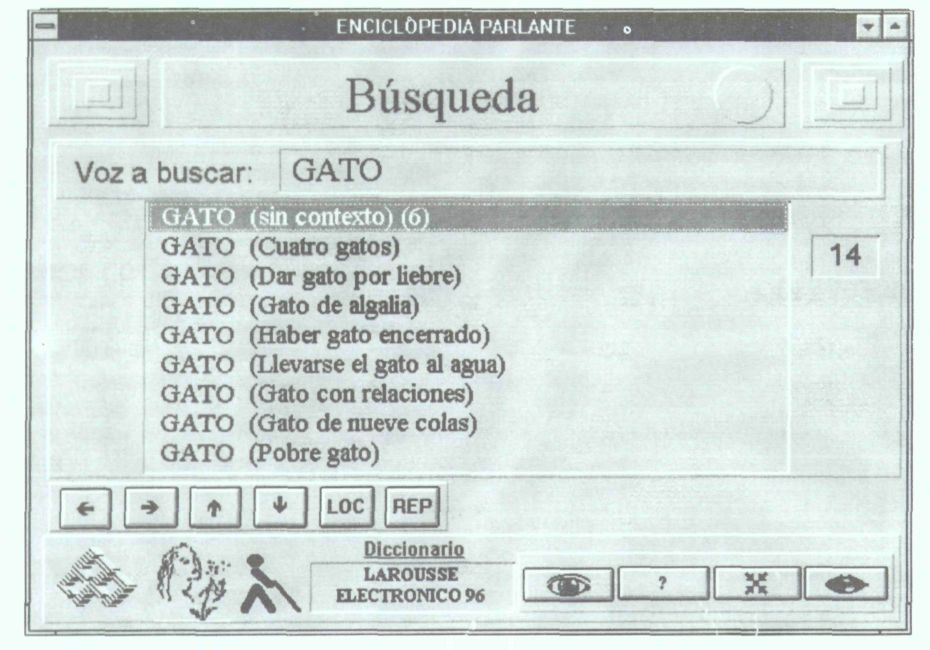 ENCICLÒPEDIA PARLANTE
Búsqueda
Voz a buscar: GATO
GATO (sin contexto) (6)
GATO (Cuatro gatos)
14
GATO (Dar gato por liebre)
GATO (Gato de algalia)
GATO (Haber gato encerrado)
GATO (Llevarse el gato al agua)
GATO (Gato con relaciones)
GATO (Gato de nueve colas)
GATO (Pobre gato)
LOC REP
Diccionario
LAROUSSE
ELECTRONICO 96
?